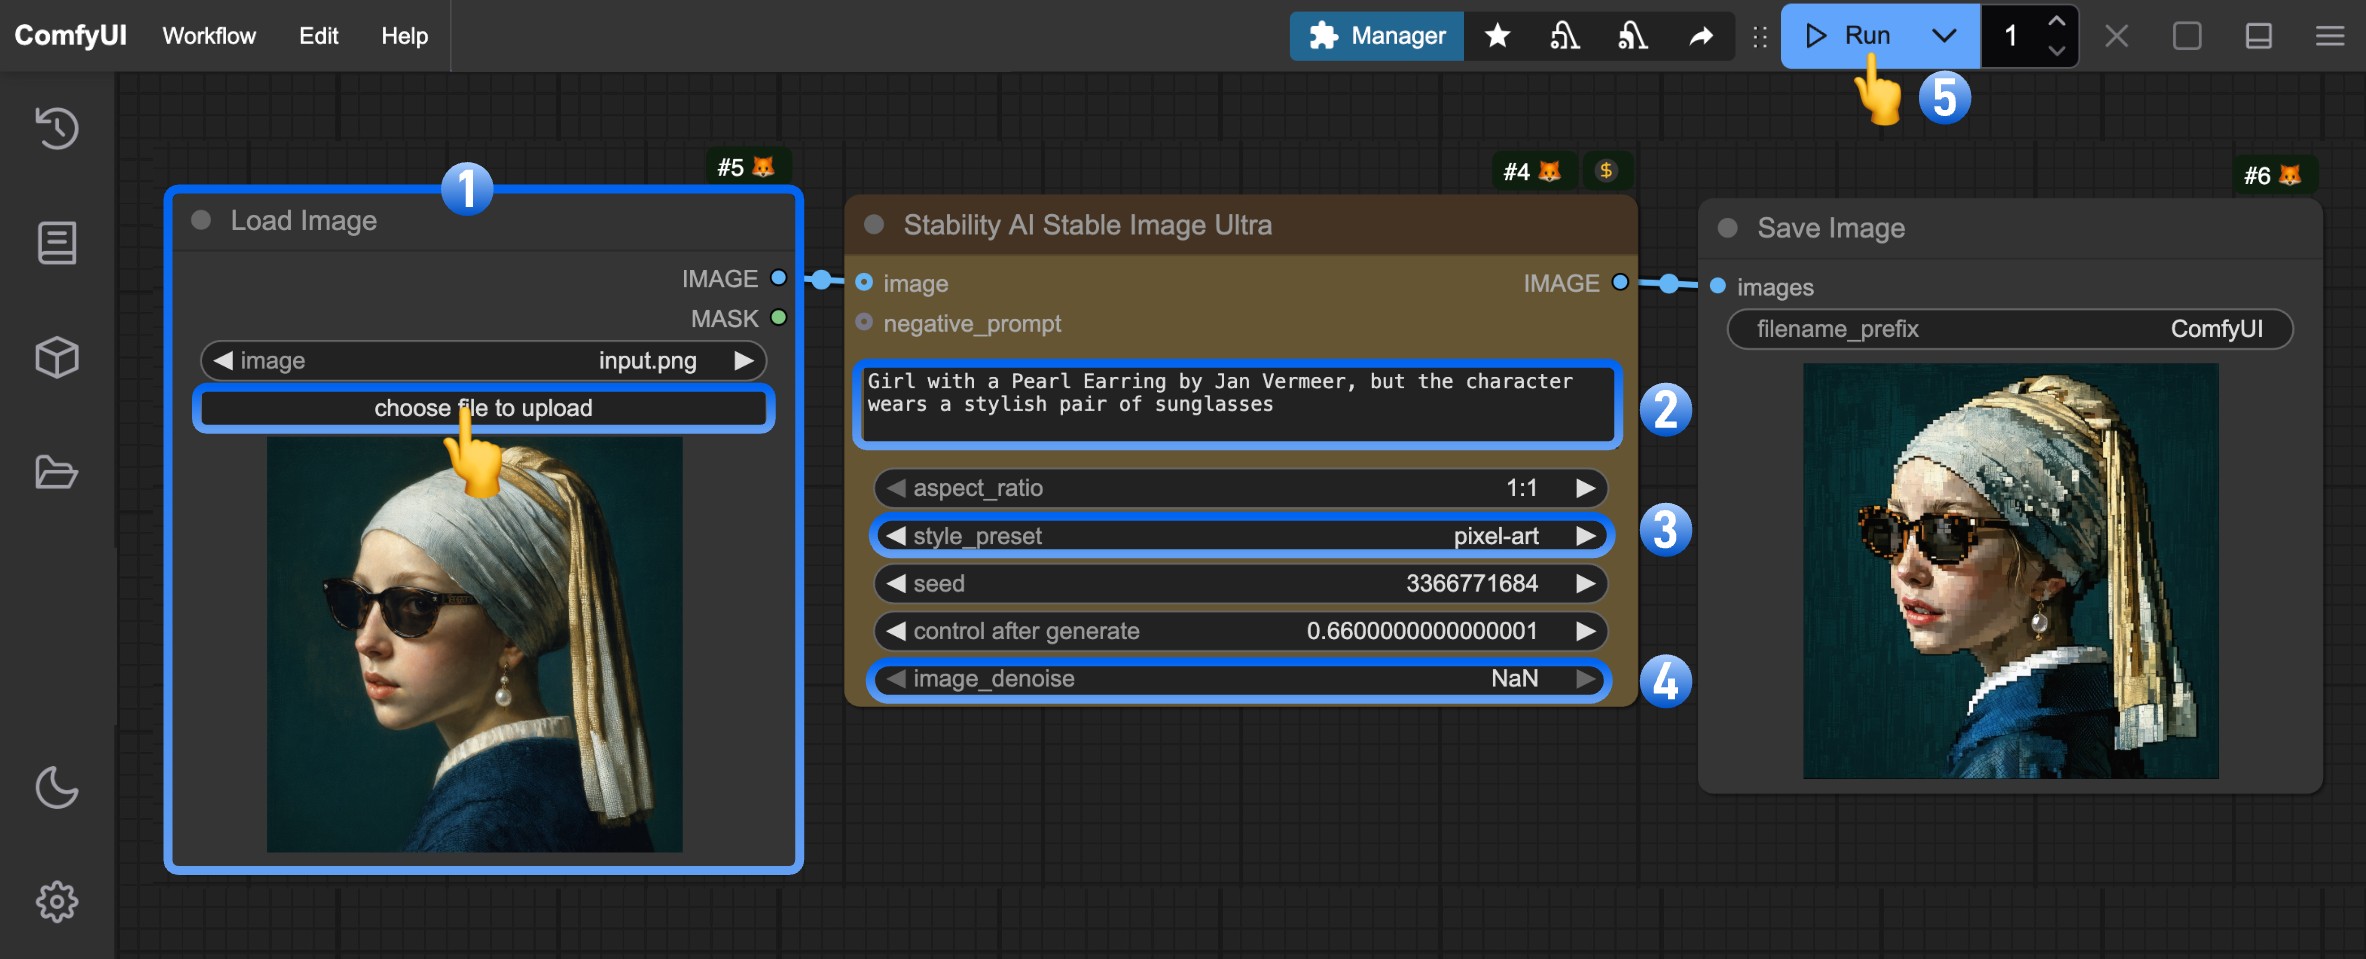 ComfyUI
Workflow
Edit
Help
Manager
Run
1
5
#5
1
Load Image
IMAGE
MASK
image input.png
choose file to upload
#4
$
Stability AI Stable Image Ultra
image IMAGE
negative_prompt
Girl with a Pearl Earring by Jan Vermeer, but the character
wears a stylish pair of sunglasses
2
aspect_ratio 1:1
style_preset pixel-art
3
seed 3366771684
control after generate 0.6600000000000001
image_denoise NaN
4
#6
Save Image
images
filename_prefix ComfyUI